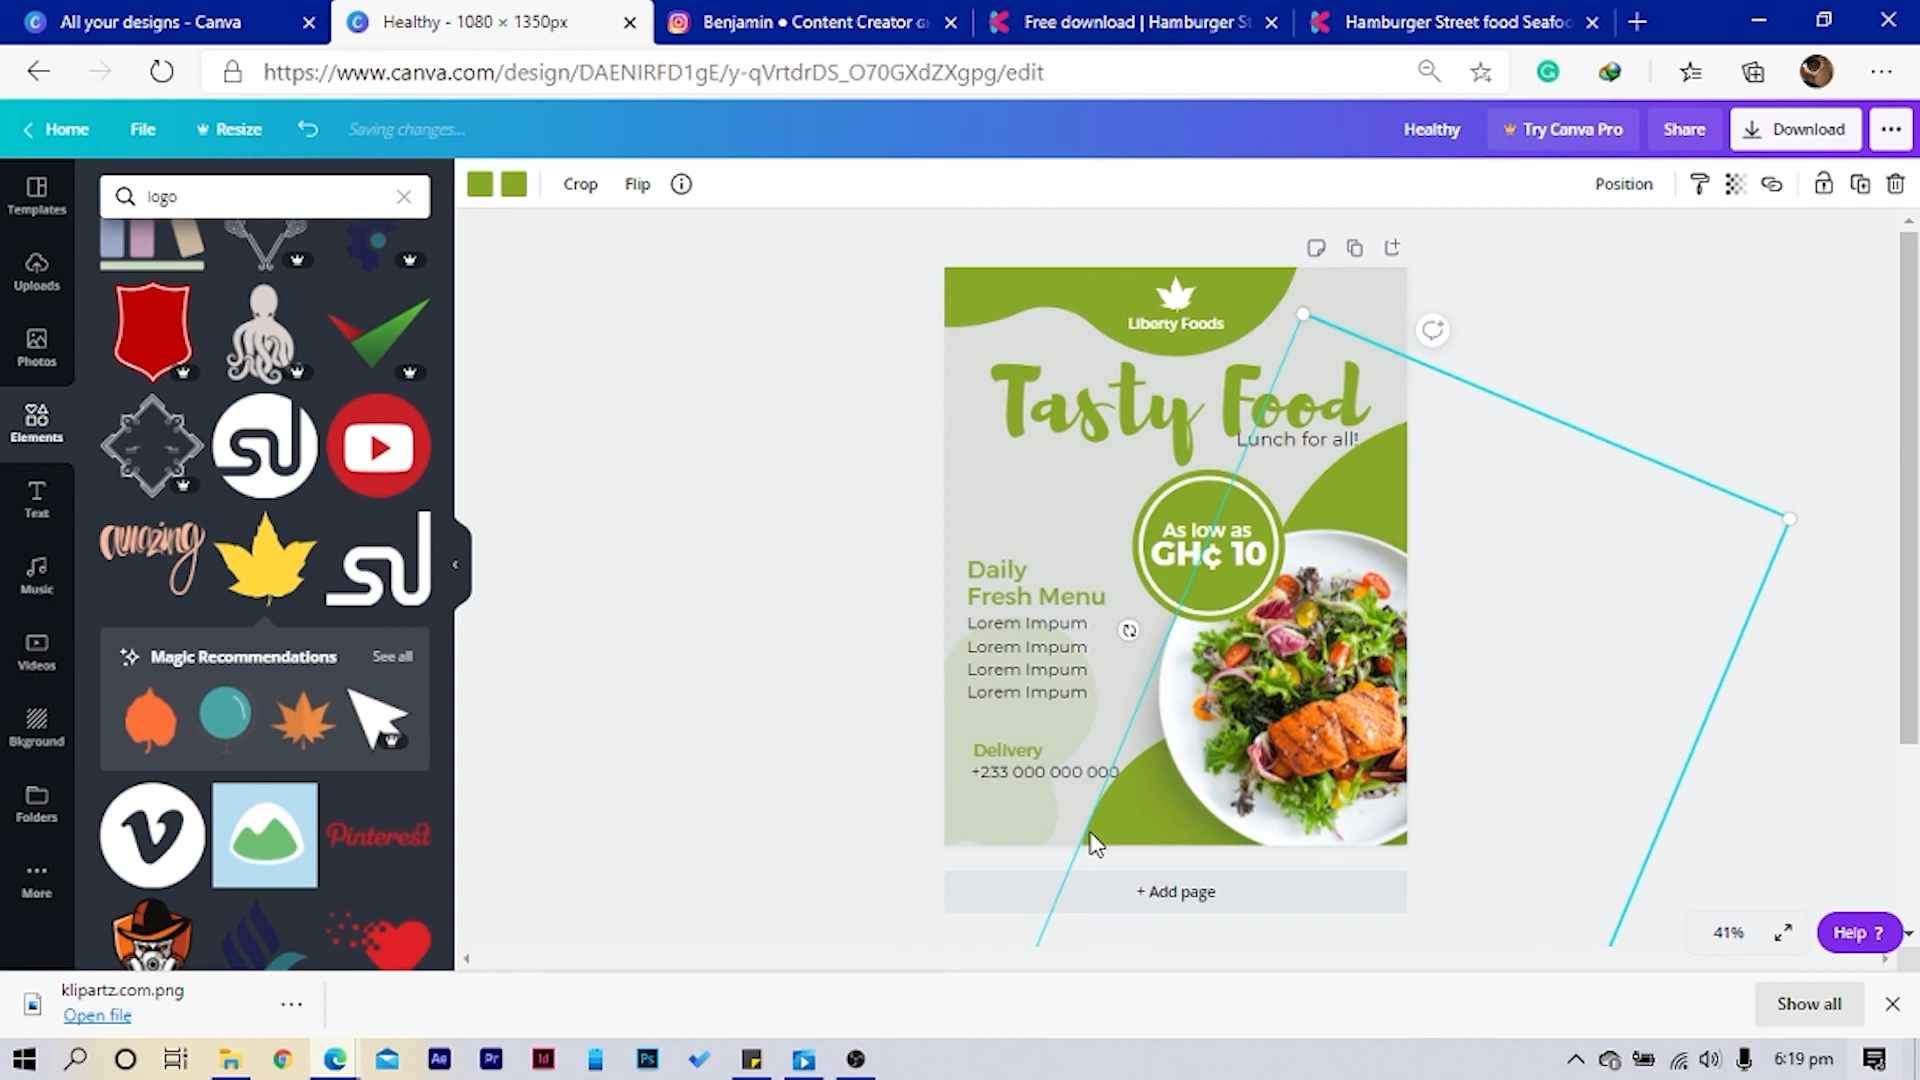 All your designs - Canva
Healthy - 1080 × 1350px
Benjamin • Content Creator
Free download | Hamburger St
Hamburger Street food Seafoo
https://www.canva.com/design/DAENIRFD1gE/y-qVrtdrDS_O70GXdZXgpg/edit
Home
File
Resize
Saving changes...
Healthy
Try Canva Pro
Share
Download
Templates
Uploads
Photos
Elements
Text
Music
Videos
Bkground
Folders
More
logo
Crop
Flip
Position
amazing
Magic Recommendations
See all
Pinterest
Liberty Foods
Tasty Food
Lunch for all!
As low as
GH¢ 10
Daily
Fresh Menu
Lorem Impum
Lorem Impum
Lorem Impum
Lorem Impum
Delivery
+233 000 000 000
+ Add page
41%
Help ?
klipartz.com.png
Open file
Show all
Ae
Pr
Id
Ps
6:19 pm